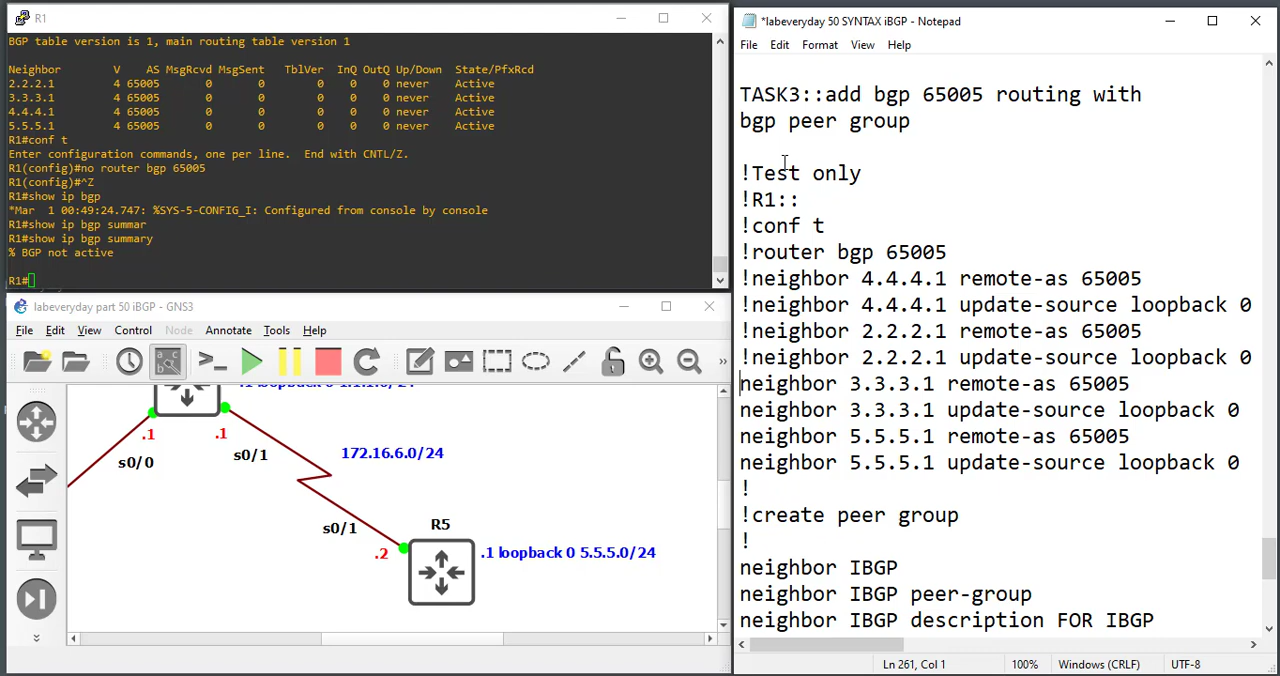 R1
BGP table version is 1, main routing table version 1
Neighbor V AS MsgRcvd MsgSent TblVer InQ OutQ Up/Down State/PfxRcd
2.2.2.1 4 65005 0 0 0 0 0 never Active
3.3.3.1 4 65005 0 0 0 0 0 never Active
4.4.4.1 4 65005 0 0 0 0 0 never Active
5.5.5.1 4 65005 0 0 0 0 0 never Active
R1#conf t
Enter configuration commands, one per line. End with CNTL/Z.
R1(config)#no router bgp 65005
R1(config)#^Z
R1#show ip bgp
*Mar 1 00:49:24.747: %SYS-5-CONFIG_I: Configured from console by console
R1#show ip bgp summar
R1#show ip bgp summary
% BGP not active
R1#
labeveryday part 50 iBGP - GNS3
File Edit View Control Node Annotate Tools Help
.1
.1
s0/0
s0/1
172.16.6.0/24
s0/1
R5
.2
.1 loopback 0 5.5.5.0/24
*labeveryday 50 SYNTAX iBGP - Notepad
File Edit Format View Help
TASK3::add bgp 65005 routing with
bgp peer group
!Test only
!R1::
!conf t
!router bgp 65005
!neighbor 4.4.4.1 remote-as 65005
!neighbor 4.4.4.1 update-source loopback 0
!neighbor 2.2.2.1 remote-as 65005
!neighbor 2.2.2.1 update-source loopback 0
neighbor 3.3.3.1 remote-as 65005
neighbor 3.3.3.1 update-source loopback 0
neighbor 5.5.5.1 remote-as 65005
neighbor 5.5.5.1 update-source loopback 0
!
!create peer group
!
neighbor IBGP
neighbor IBGP peer-group
neighbor IBGP description FOR IBGP
Ln 261, Col 1 100% Windows (CRLF) UTF-8